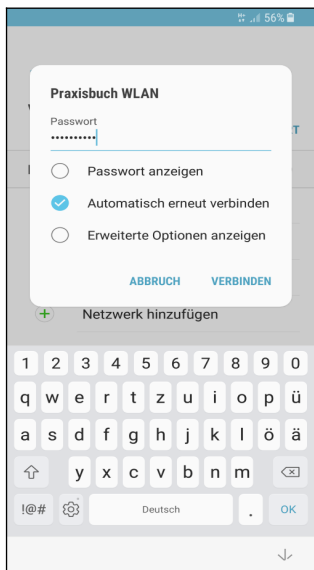 56%
Praxisbuch WLAN
Passwort
••••••••••
Passwort anzeigen
Automatisch erneut verbinden
Erweiterte Optionen anzeigen
ABBRUCH VERBINDEN
Netzwerk hinzufügen
1 2 3 4 5 6 7 8 9 0
q w e r t z u i o p ü
a s d f g h j k l ö ä
y x c v b n m
!@# Deutsch . OK